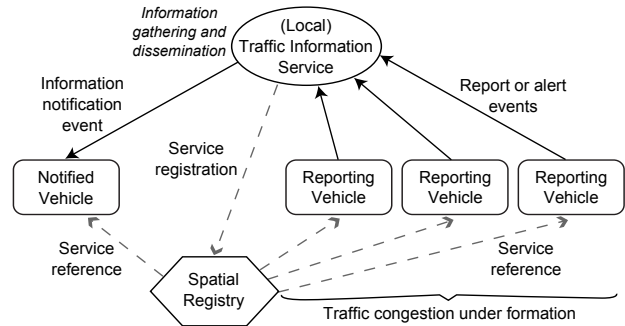 Information
gathering and
dissemination
(Local)
Traffic Information
Service
Information
notification
event
Report or alert
events
Service
registration
Notified
Vehicle
Reporting
Vehicle
Reporting
Vehicle
Reporting
Vehicle
Service
reference
Spatial
Registry
Service
reference
Traffic congestion under formation